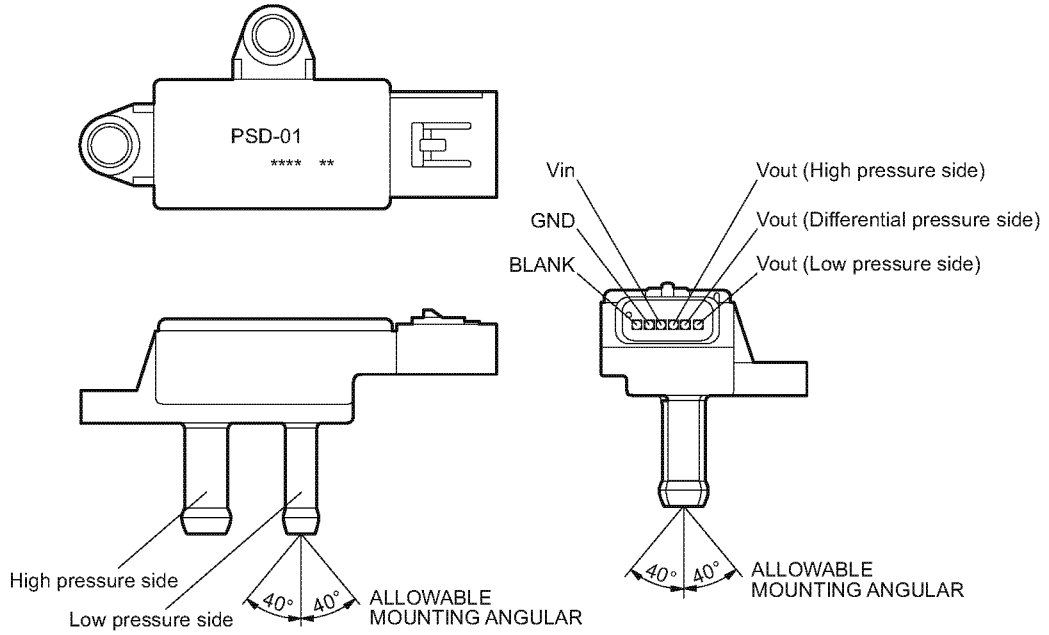 PSD-01
**** **
Vin
Vout (High pressure side)
GND
Vout (Differential pressure side)
BLANK
Vout (Low pressure side)
High pressure side
Low pressure side
40°
40°
ALLOWABLE
MOUNTING ANGULAR
40°
40°
ALLOWABLE
MOUNTING ANGULAR